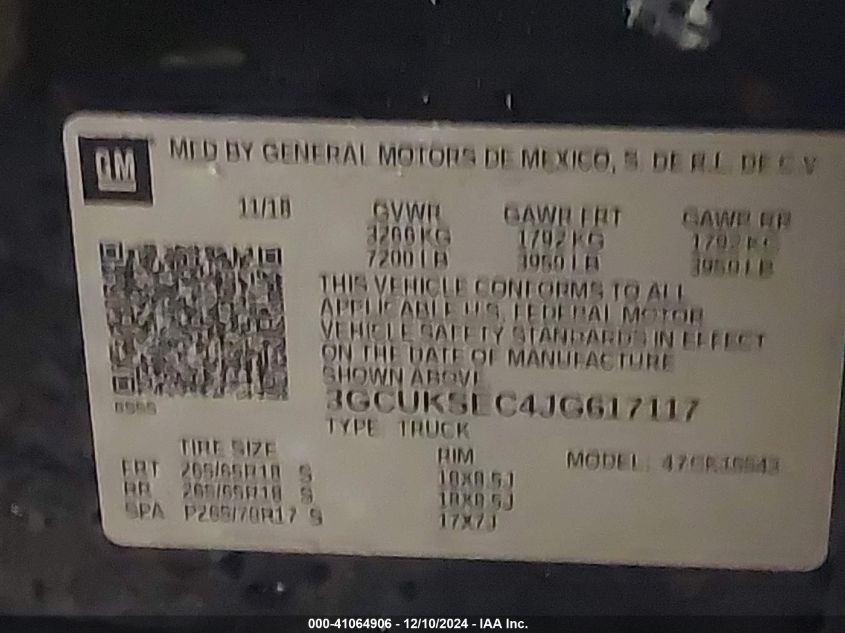 GM
MFD BY GENERAL MOTORS DE MEXICO, S. DE R.L. DE C.V
11/18 GVWR GAWR FRT GAWR RR
3266 KG 1792 KG 1792 KG
7200 LB 3950 LB 3950 LB
THIS VEHICLE CONFORMS TO ALL
APPLICABLE U.S. FEDERAL MOTOR
VEHICLE SAFETY STANDARDS IN EFFECT
ON THE DATE OF MANUFACTURE
SHOWN ABOVE
3GCUKSEC4JG617117
TYPE: TRUCK
TIRE SIZE RIM MODEL:
FRT 265/65R18 S 18X8.5J
RR 265/65R18 S 18X8.5J
SPA P265/70R17 S 17X7J
000-41064906 - 12/10/2024 - IAA Inc.